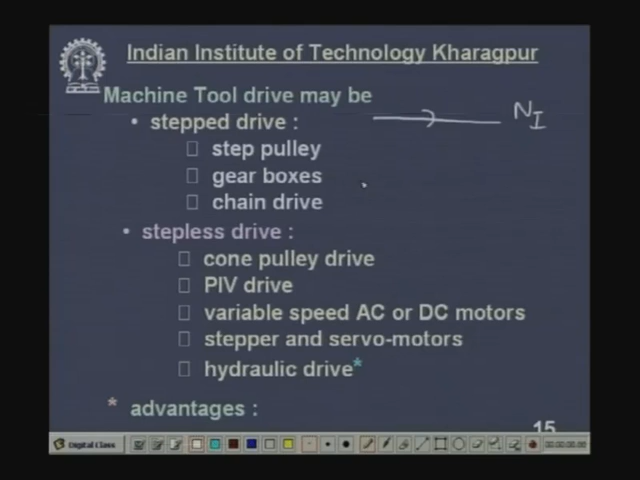 Indian Institute of Technology Kharagpur
Machine Tool drive may be
• stepped drive :
N_I
step pulley
gear boxes
chain drive
• stepless drive :
cone pulley drive
PIV drive
variable speed AC or DC motors
stepper and servo-motors
hydraulic drive*
* advantages :
15
Digital Class